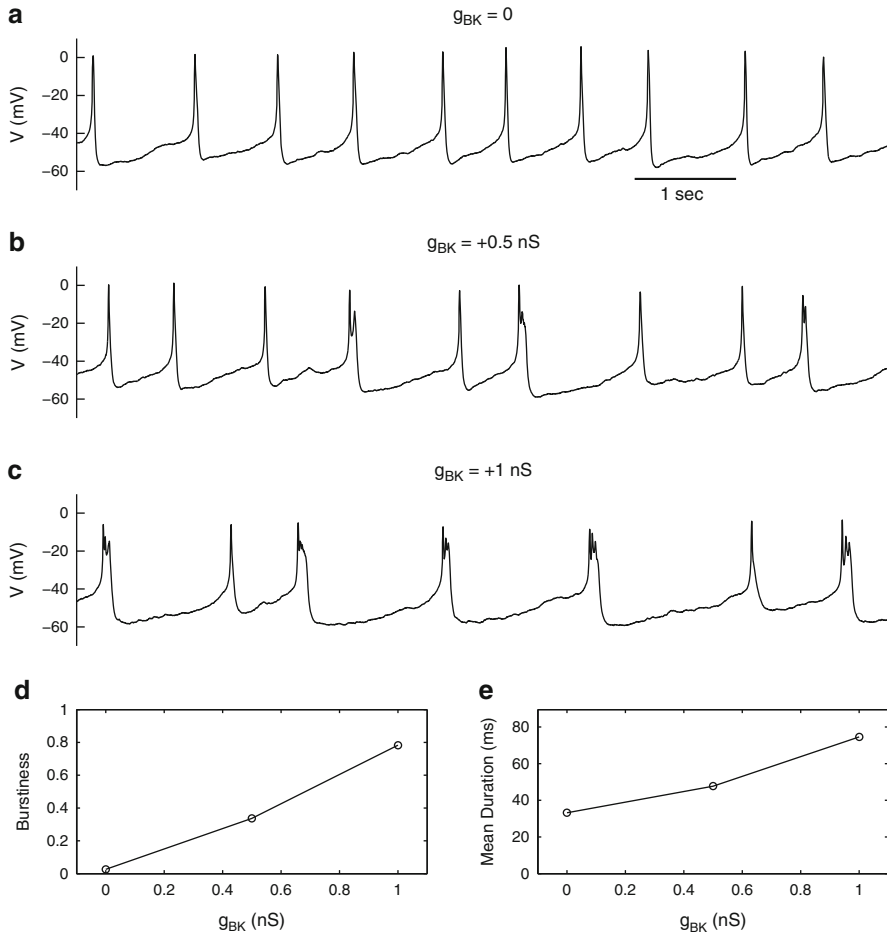 a
g_BK = 0
V (mV)
0
−20
−40
−60
1 sec
b
g_BK = +0.5 nS
V (mV)
0
−20
−40
−60
c
g_BK = +1 nS
V (mV)
0
−20
−40
−60
d
Burstiness
1
0.8
0.6
0.4
0.2
0
0 0.2 0.4 0.6 0.8 1
g_BK (nS)
e
Mean Duration (ms)
80
60
40
20
0
0 0.2 0.4 0.6 0.8 1
g_BK (nS)